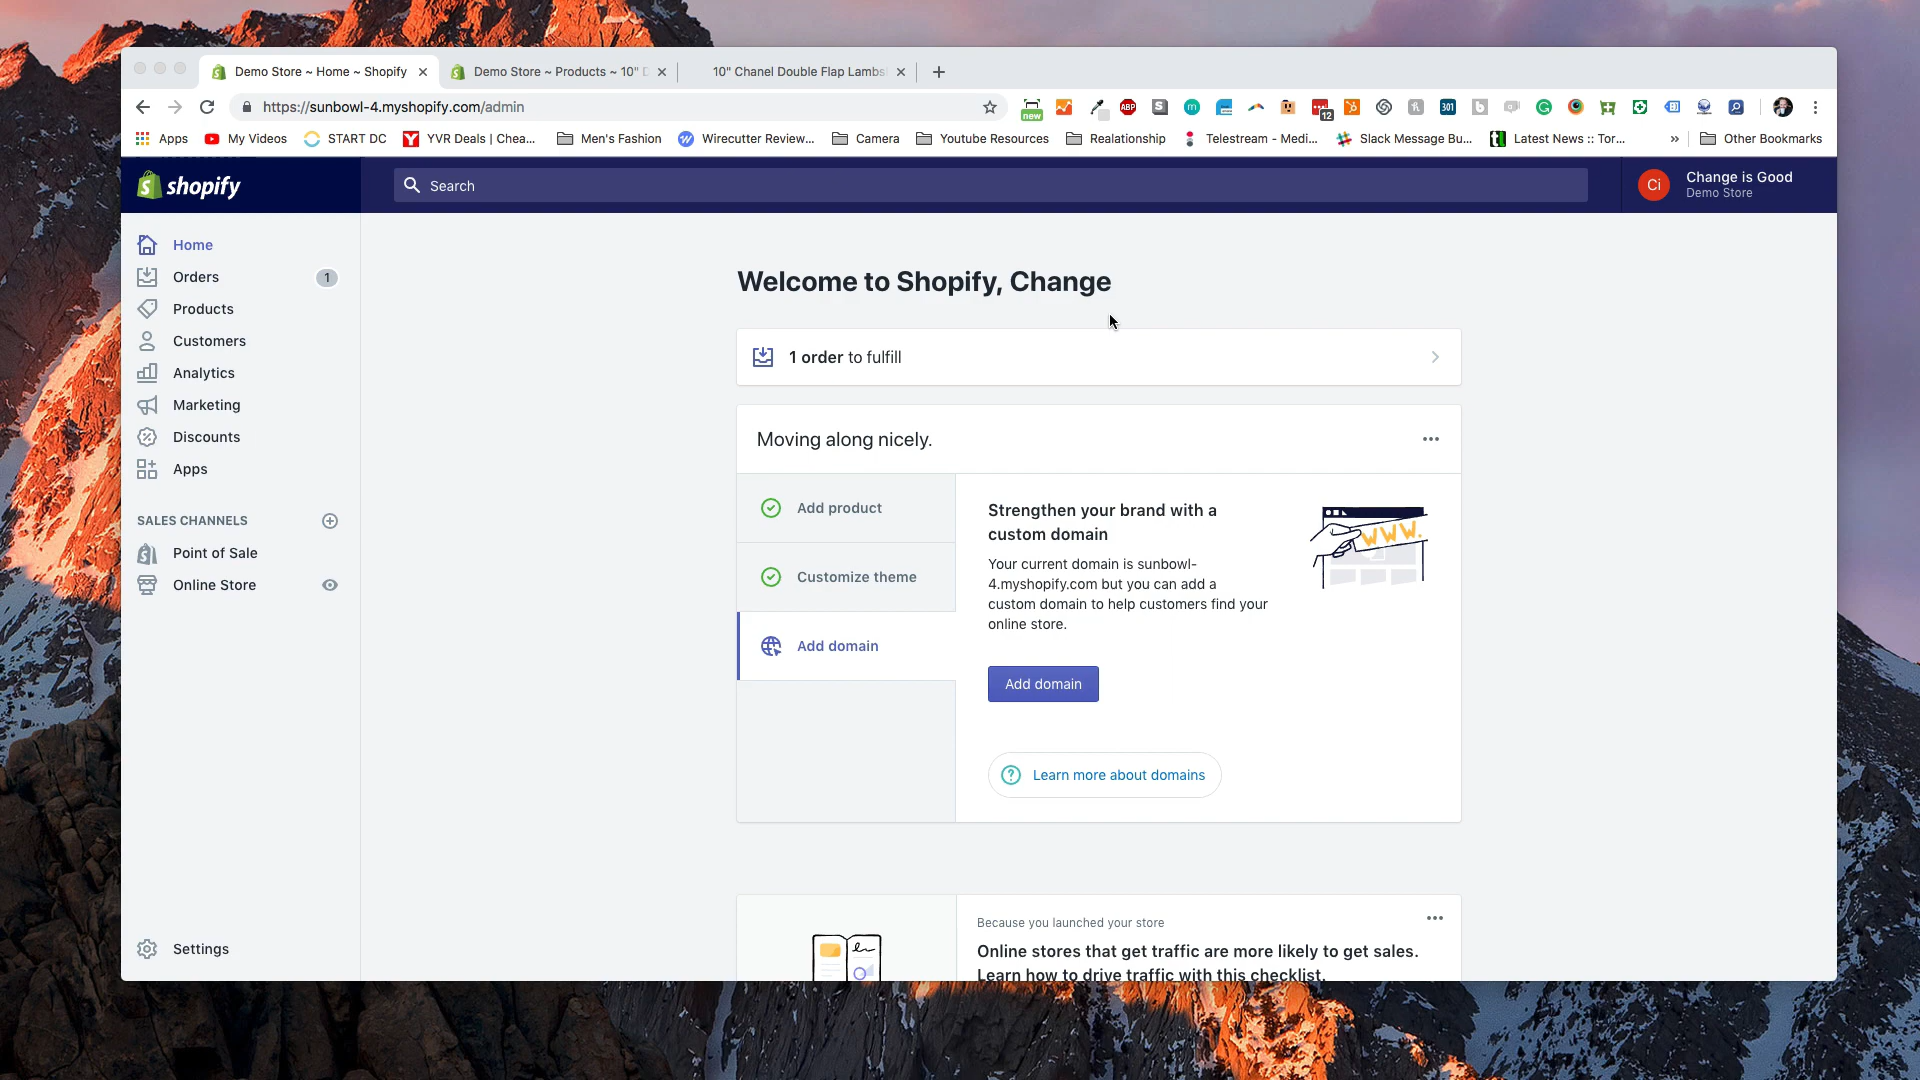 Demo Store ~ Home ~ Shopify
Demo Store ~ Products ~ 10"
10" Chanel Double Flap Lambs
https://sunbowl-4.myshopify.com/admin
new
ABP
S
m
12
301
b
Apps
My Videos
START DC
YVR Deals | Chea...
Men's Fashion
Wirecutter Review...
Camera
Youtube Resources
Realationship
Telestream - Medi...
Slack Message Bu...
Latest News :: Tor...
»
Other Bookmarks
shopify
Search
Ci
Change is Good
Demo Store
Home
Orders
1
Products
Customers
Analytics
Marketing
Discounts
Apps
SALES CHANNELS
Point of Sale
Online Store
Settings
Welcome to Shopify, Change
1 order to fulfill
Moving along nicely.
Add product
Customize theme
Add domain
Strengthen your brand with a
custom domain
Your current domain is sunbowl-
4.myshopify.com but you can add a
custom domain to help customers find your
online store.
WWW.
Add domain
Learn more about domains
Because you launched your store
Online stores that get traffic are more likely to get sales.
Learn how to drive traffic with this checklist.